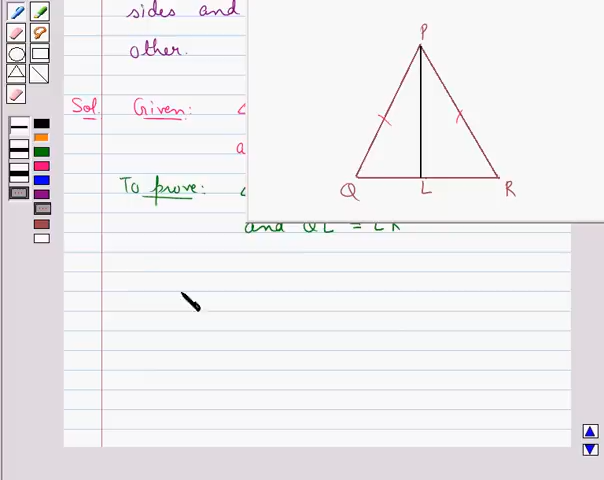 sides and
other.
Sol. Given: 
a
To prove:
and QL = LR
P
Q L R